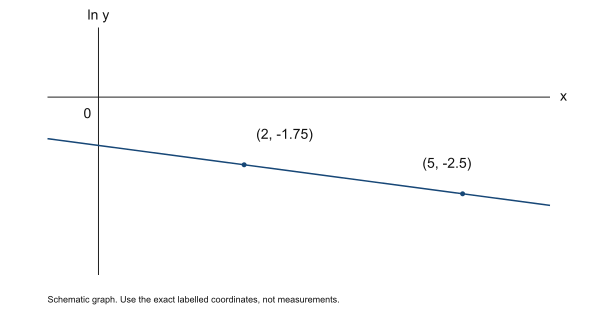 ln y
x
0
(2, -1.75)
(5, -2.5)
Schematic graph. Use the exact labelled coordinates, not measurements.